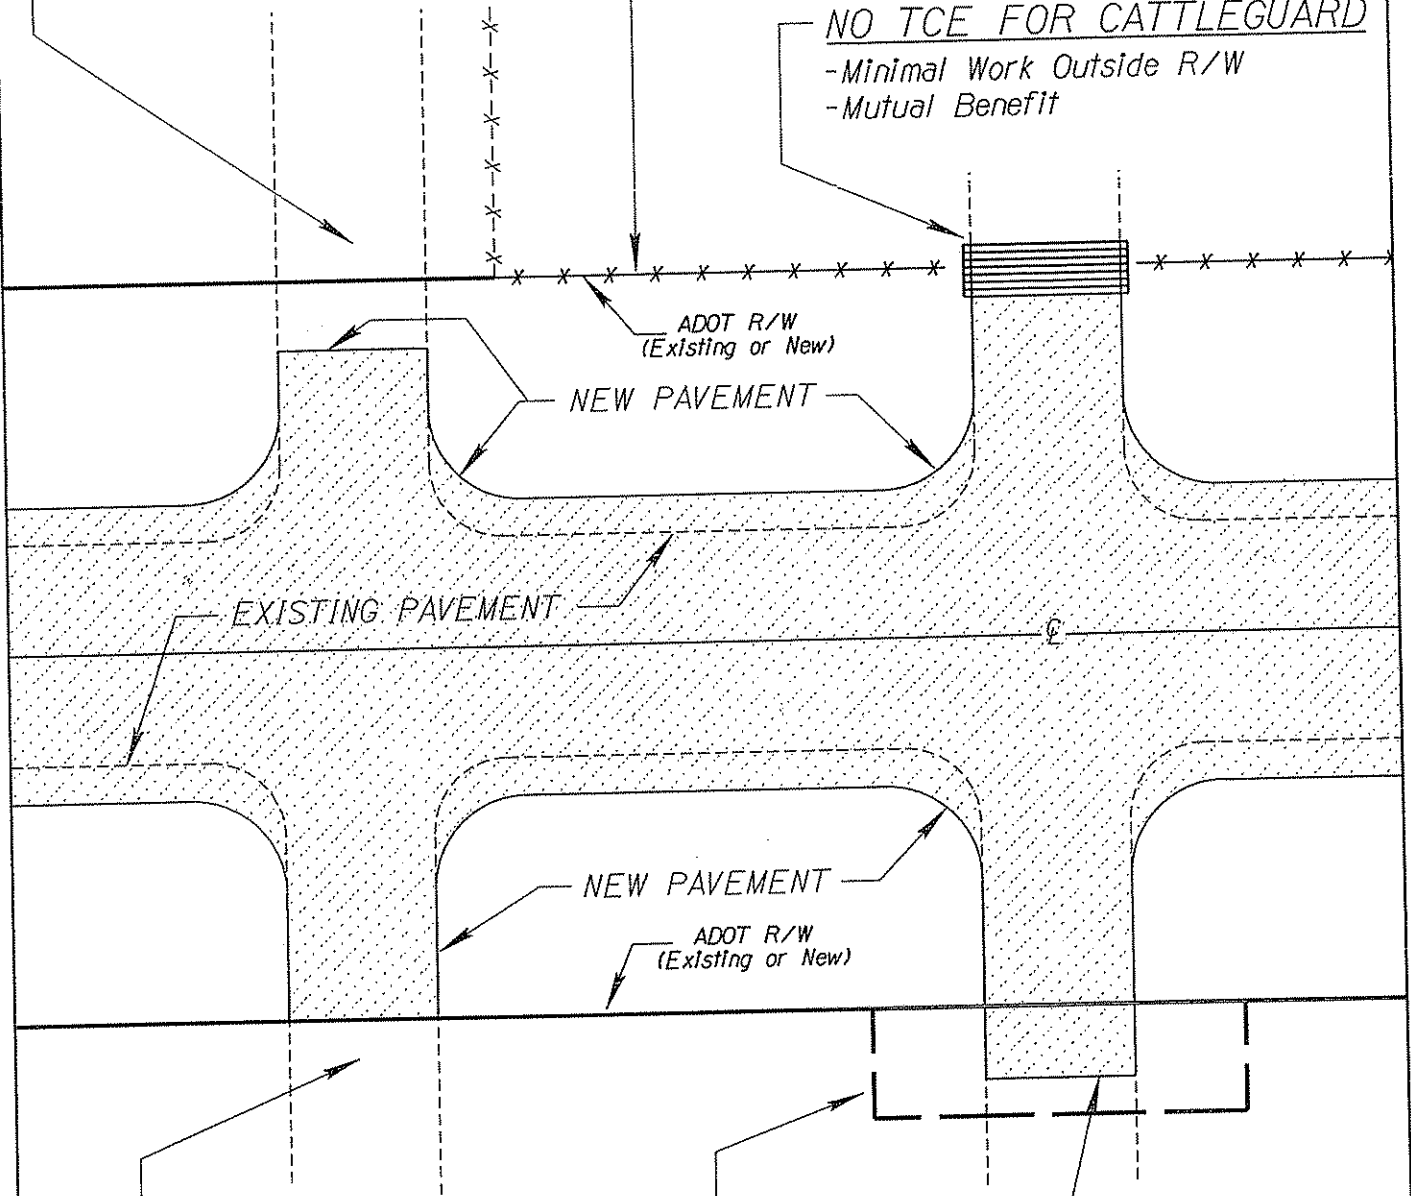 NO TCE FOR CATTLEGUARD
-Minimal Work Outside R/W
-Mutual Benefit
ADOT R/W
(Existing or New)
NEW PAVEMENT
EXISTING PAVEMENT
℄
NEW PAVEMENT
ADOT R/W
(Existing or New)